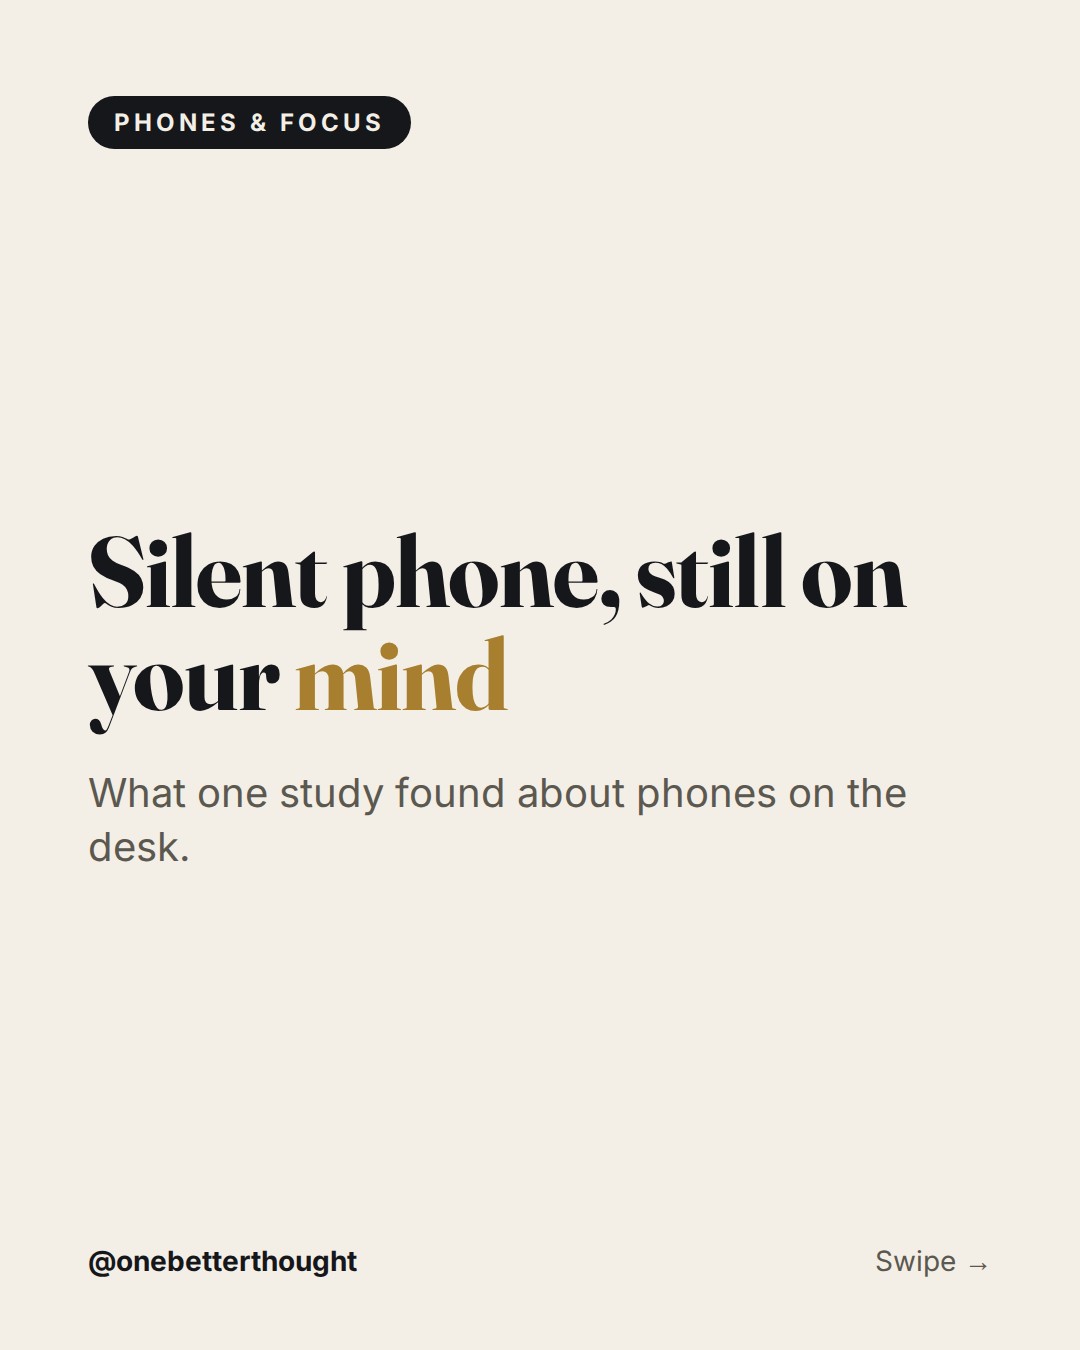 PHONES & FOCUS
Silent phone, still on
your mind
What one study found about phones on the
desk.
@onebetterthought
Swipe →